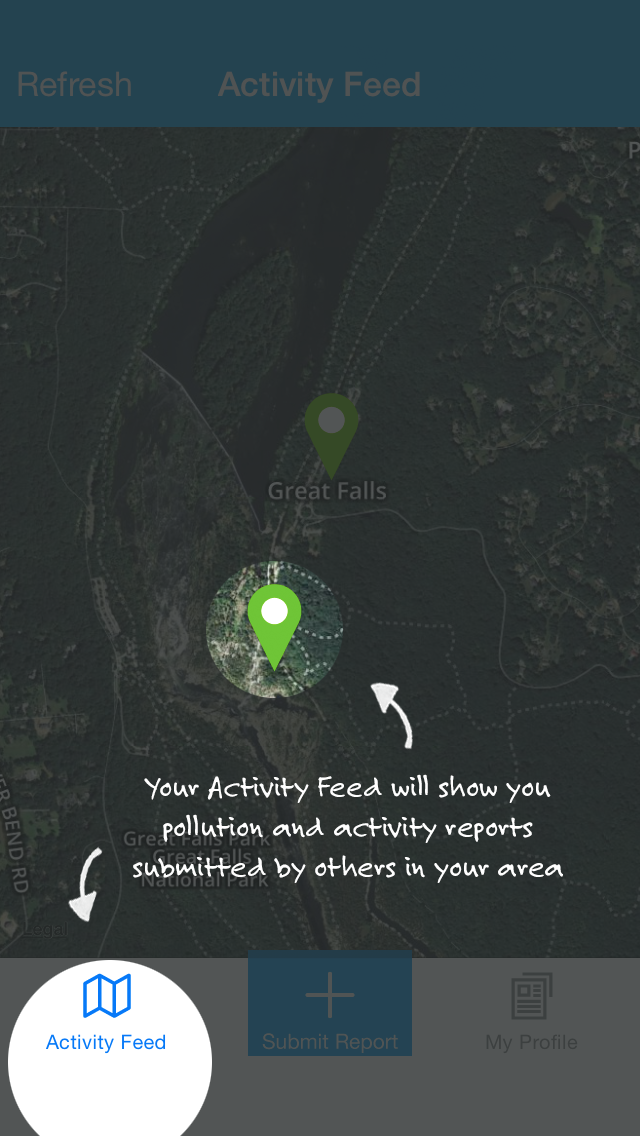 Refresh
Activity Feed
P
Great Falls
Your Activity Feed will show you
pollution and activity reports
submitted by others in your area
Great Falls Park
Great Falls
National Park
BEND RD
Legal
Activity Feed
Submit Report
My Profile